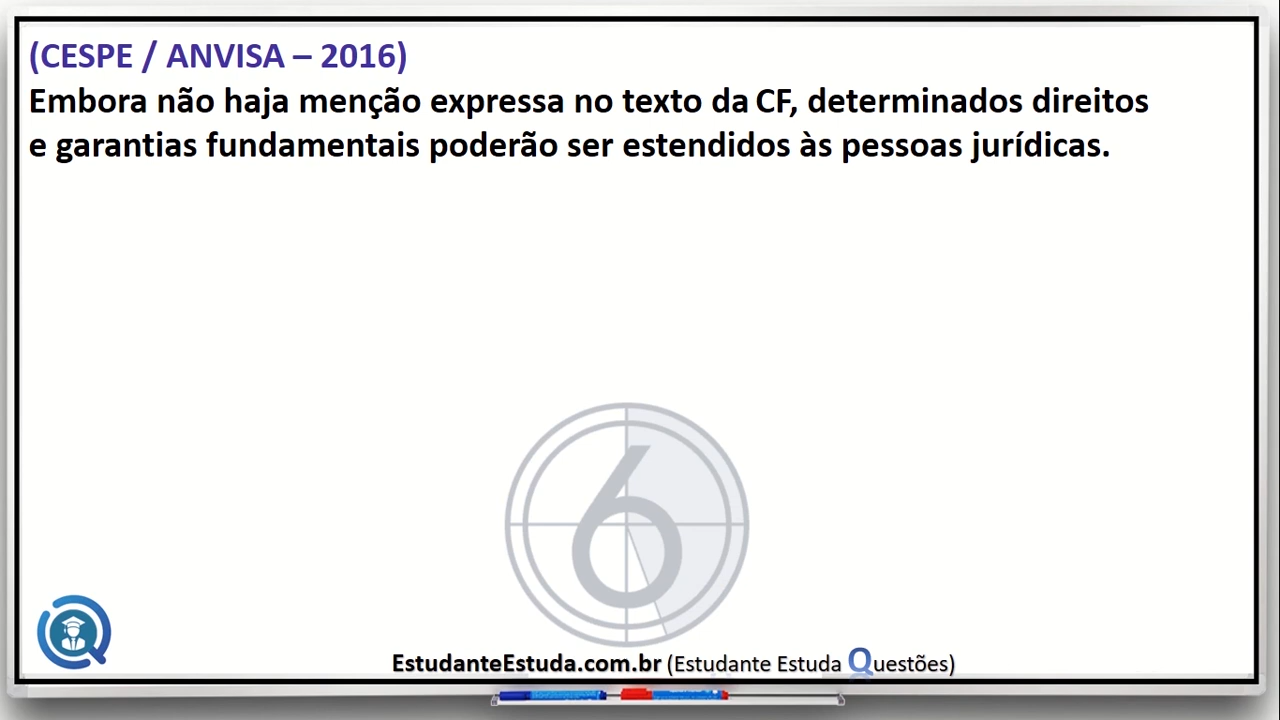 (CESPE / ANVISA – 2016)
Embora não haja menção expressa no texto da CF, determinados direitos
e garantias fundamentais poderão ser estendidos às pessoas jurídicas.
6
EstudanteEstuda.com.br (Estudante Estuda Questões)